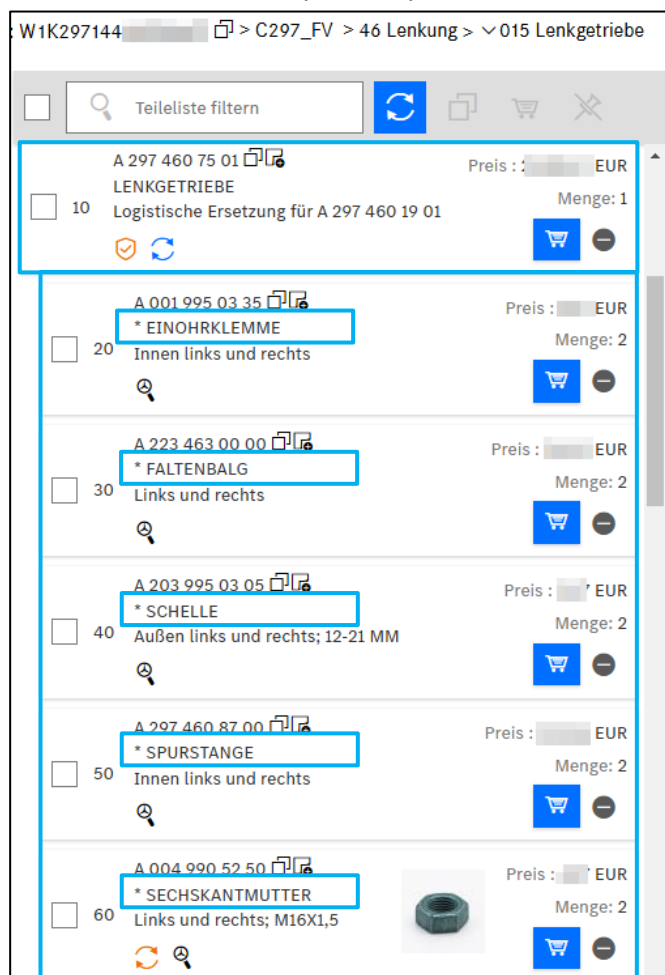 : W1K297144 > C297_FV > 46 Lenkung > 015 Lenkgetriebe
Teileliste filtern
A 297 460 75 01
Preis : EUR
LENKGETRIEBE
Menge: 1
10
Logistische Ersetzung für A 297 460 19 01
A 001 995 03 35
Preis : EUR
* EINOHRKLEMME
Menge: 2
20
Innen links und rechts
A 223 463 00 00
Preis : EUR
* FALTENBALG
Menge: 2
30
Links und rechts
A 203 995 03 05
Preis : EUR
* SCHELLE
Menge: 2
40
Außen links und rechts; 12-21 MM
A 297 460 87 00
Preis : EUR
* SPURSTANGE
Menge: 2
50
Innen links und rechts
A 004 990 52 50
Preis : EUR
* SECHSKANTMUTTER
Menge: 2
60
Links und rechts; M16X1,5